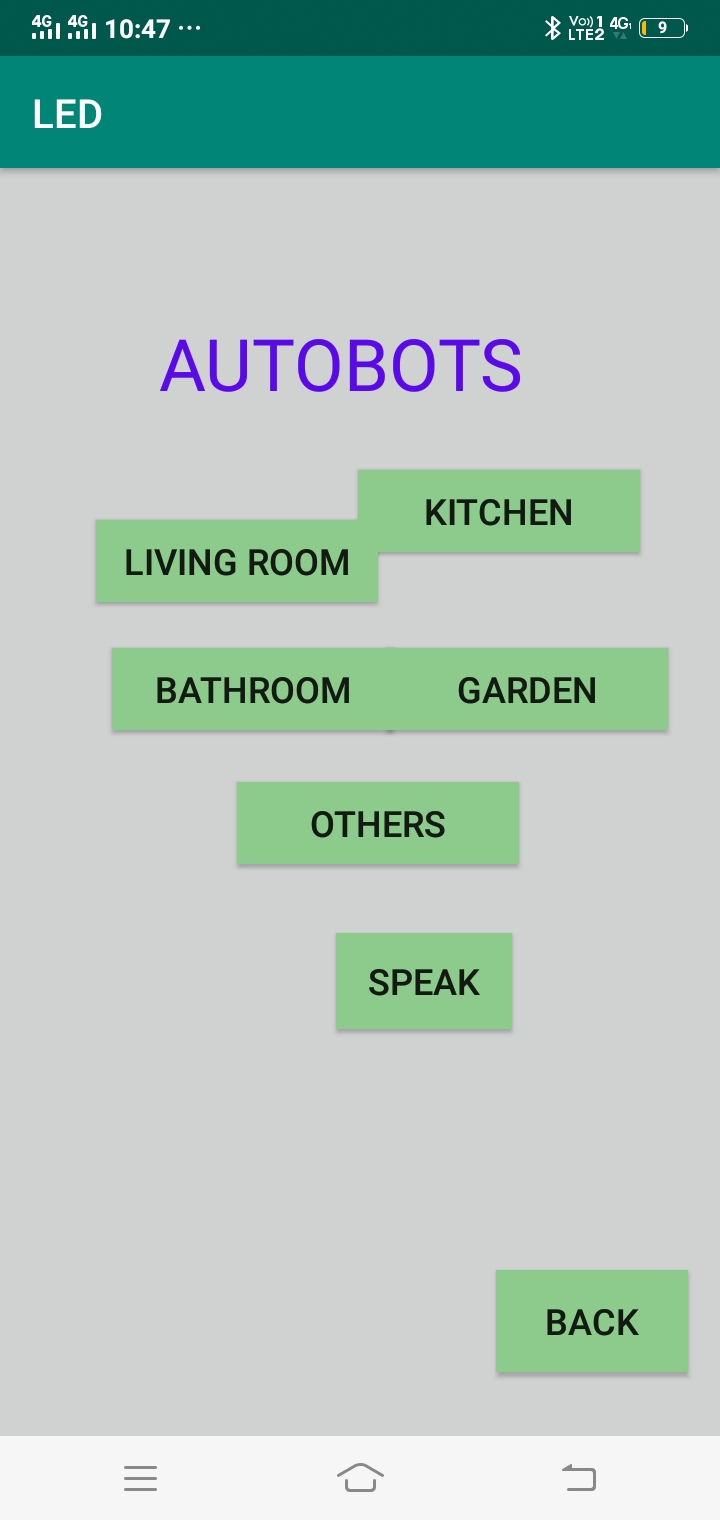 4G 4G 10:47 ... Vo)) 1 LTE2 4G 9
LED
AUTOBOTS
KITCHEN
LIVING ROOM
BATHROOM GARDEN
OTHERS
SPEAK
BACK